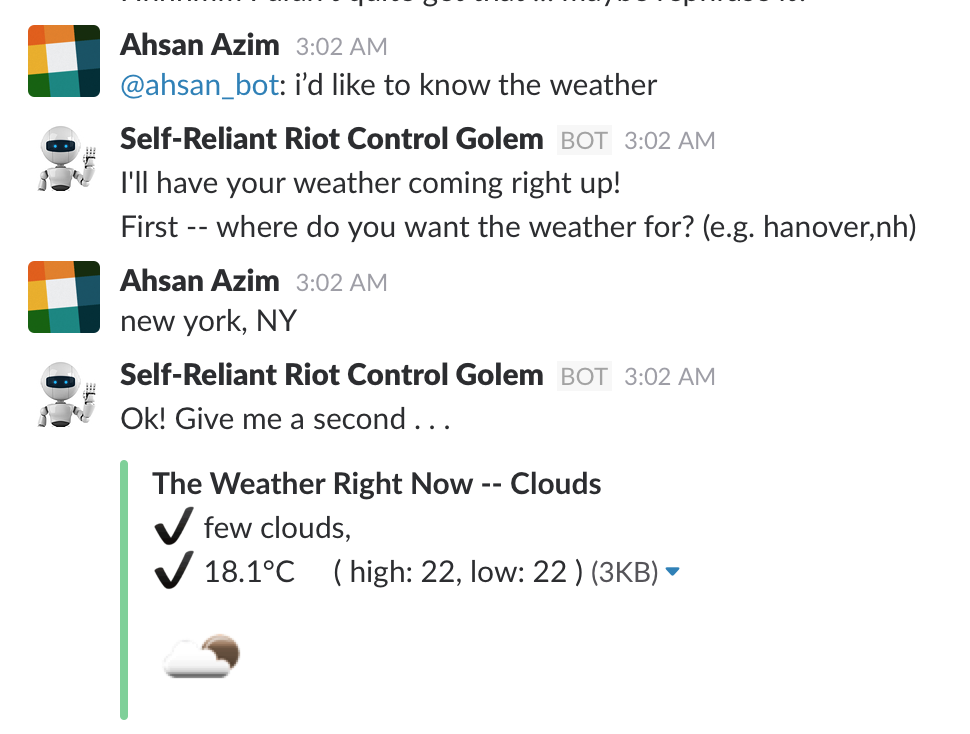 Ahsan Azim 3:02 AM
@ahsan_bot: i’d like to know the weather
Self-Reliant Riot Control Golem BOT 3:02 AM
I'll have your weather coming right up!
First -- where do you want the weather for? (e.g. hanover,nh)
Ahsan Azim 3:02 AM
new york, NY
Self-Reliant Riot Control Golem BOT 3:02 AM
Ok! Give me a second . . .
The Weather Right Now -- Clouds
✔ few clouds,
✔ 18.1°C ( high: 22, low: 22 ) (3KB)